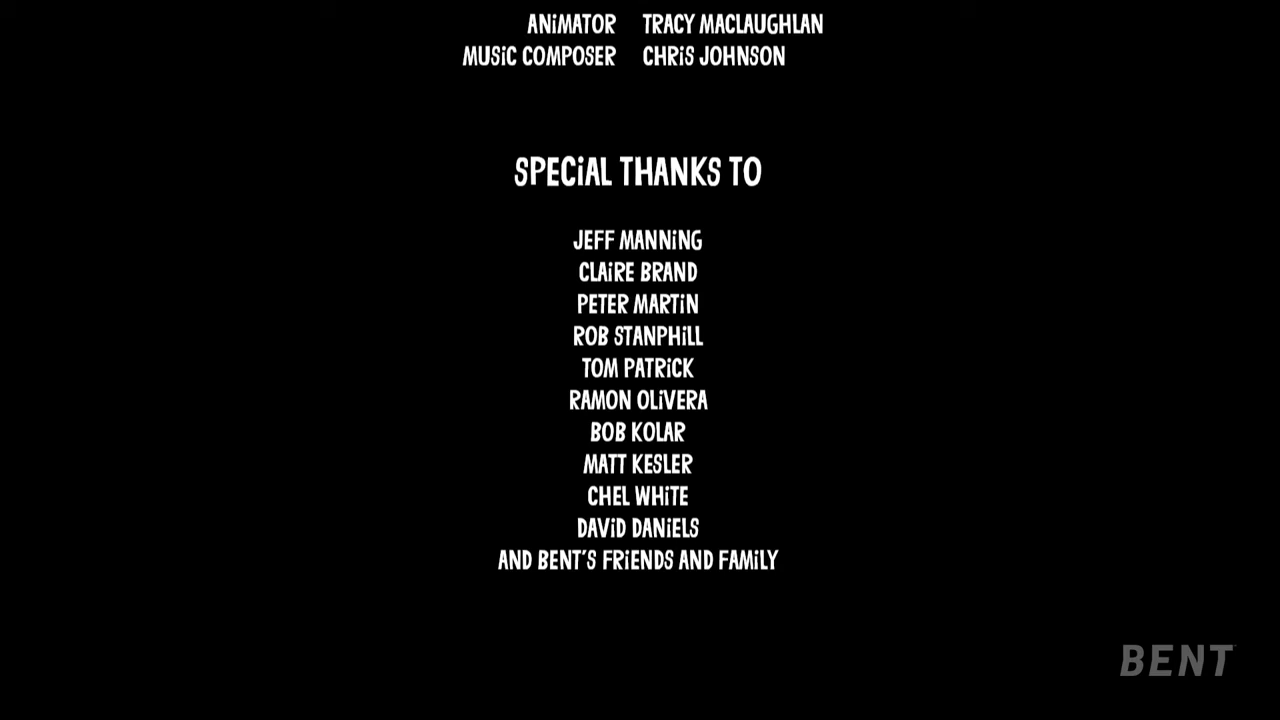 ANiMATOR TRACY MACLAUGHLAN
MUSiC COMPOSER CHRiS JOHNSON
SPECiAL THANKS TO
JEFF MANNiNG
CLAiRE BRAND
PETER MARTiN
ROB STANPHiLL
TOM PATRiCK
RAMON OLiVERA
BOB KOLAR
MATT KESLER
CHEL WHiTE
DAViD DANiELS
AND BENT'S FRiENDS AND FAMiLY
BENT